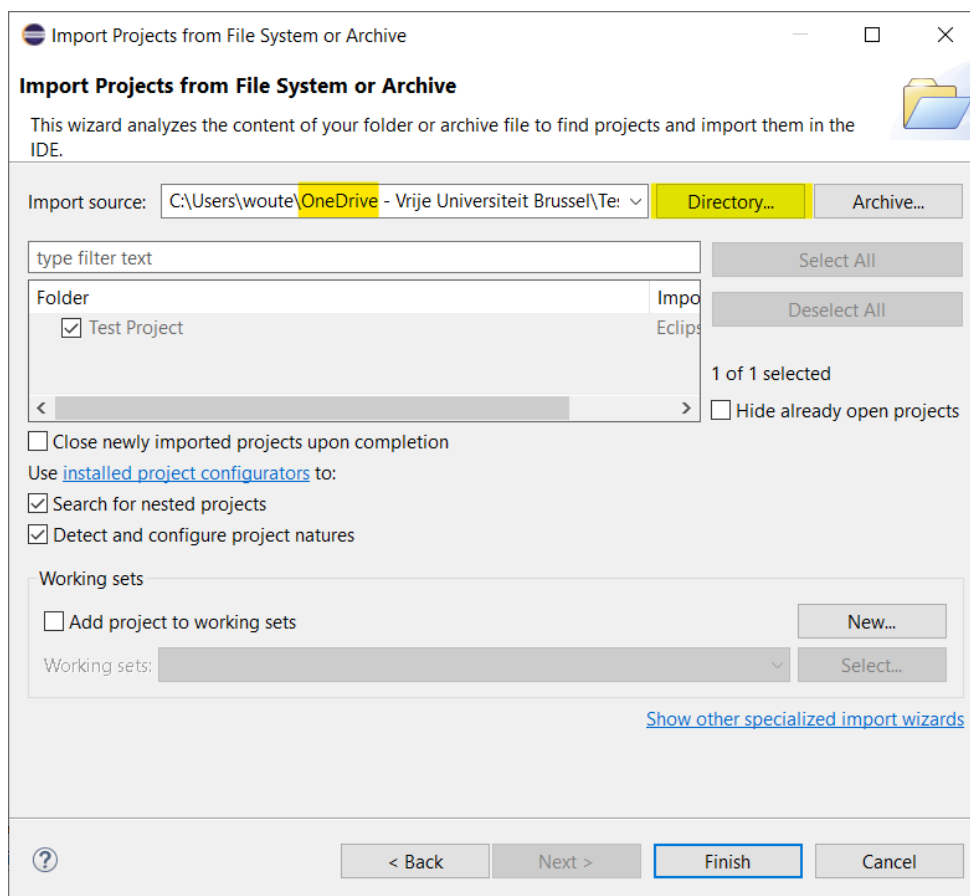 Import Projects from File System or Archive
Import Projects from File System or Archive
This wizard analyzes the content of your folder or archive file to find projects and import them in the
IDE.
Import source: C:\Users\woute\OneDrive - Vrije Universiteit Brussel\Te Directory... Archive...
type filter text Select All
Folder Impo
Deselect All
Test Project Eclips
1 of 1 selected
Hide already open projects
Close newly imported projects upon completion
Use installed project configurators to:
Search for nested projects
Detect and configure project natures
Working sets
Add project to working sets New...
Working sets: Select...
Show other specialized import wizards
? < Back Next > Finish Cancel